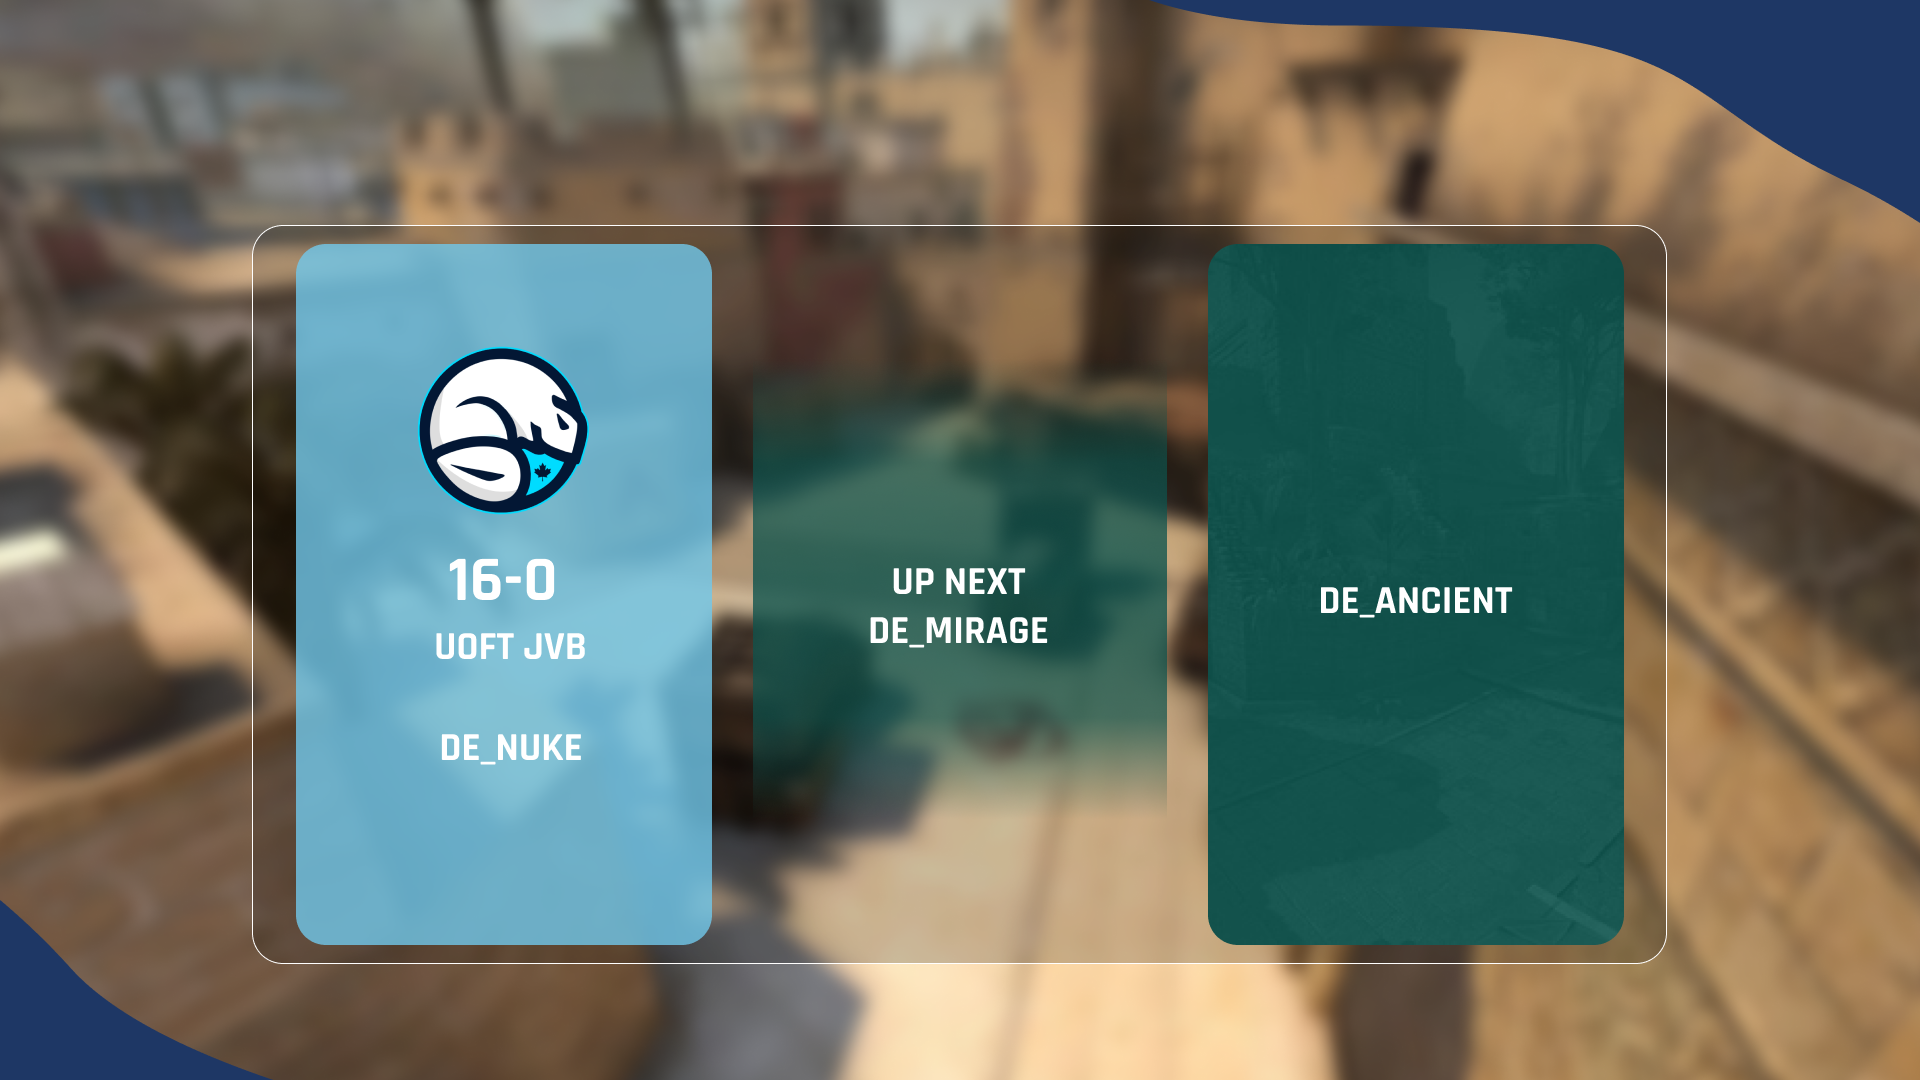 16-0
UOFT JVB
DE_NUKE
UP NEXT
DE_MIRAGE
DE_ANCIENT